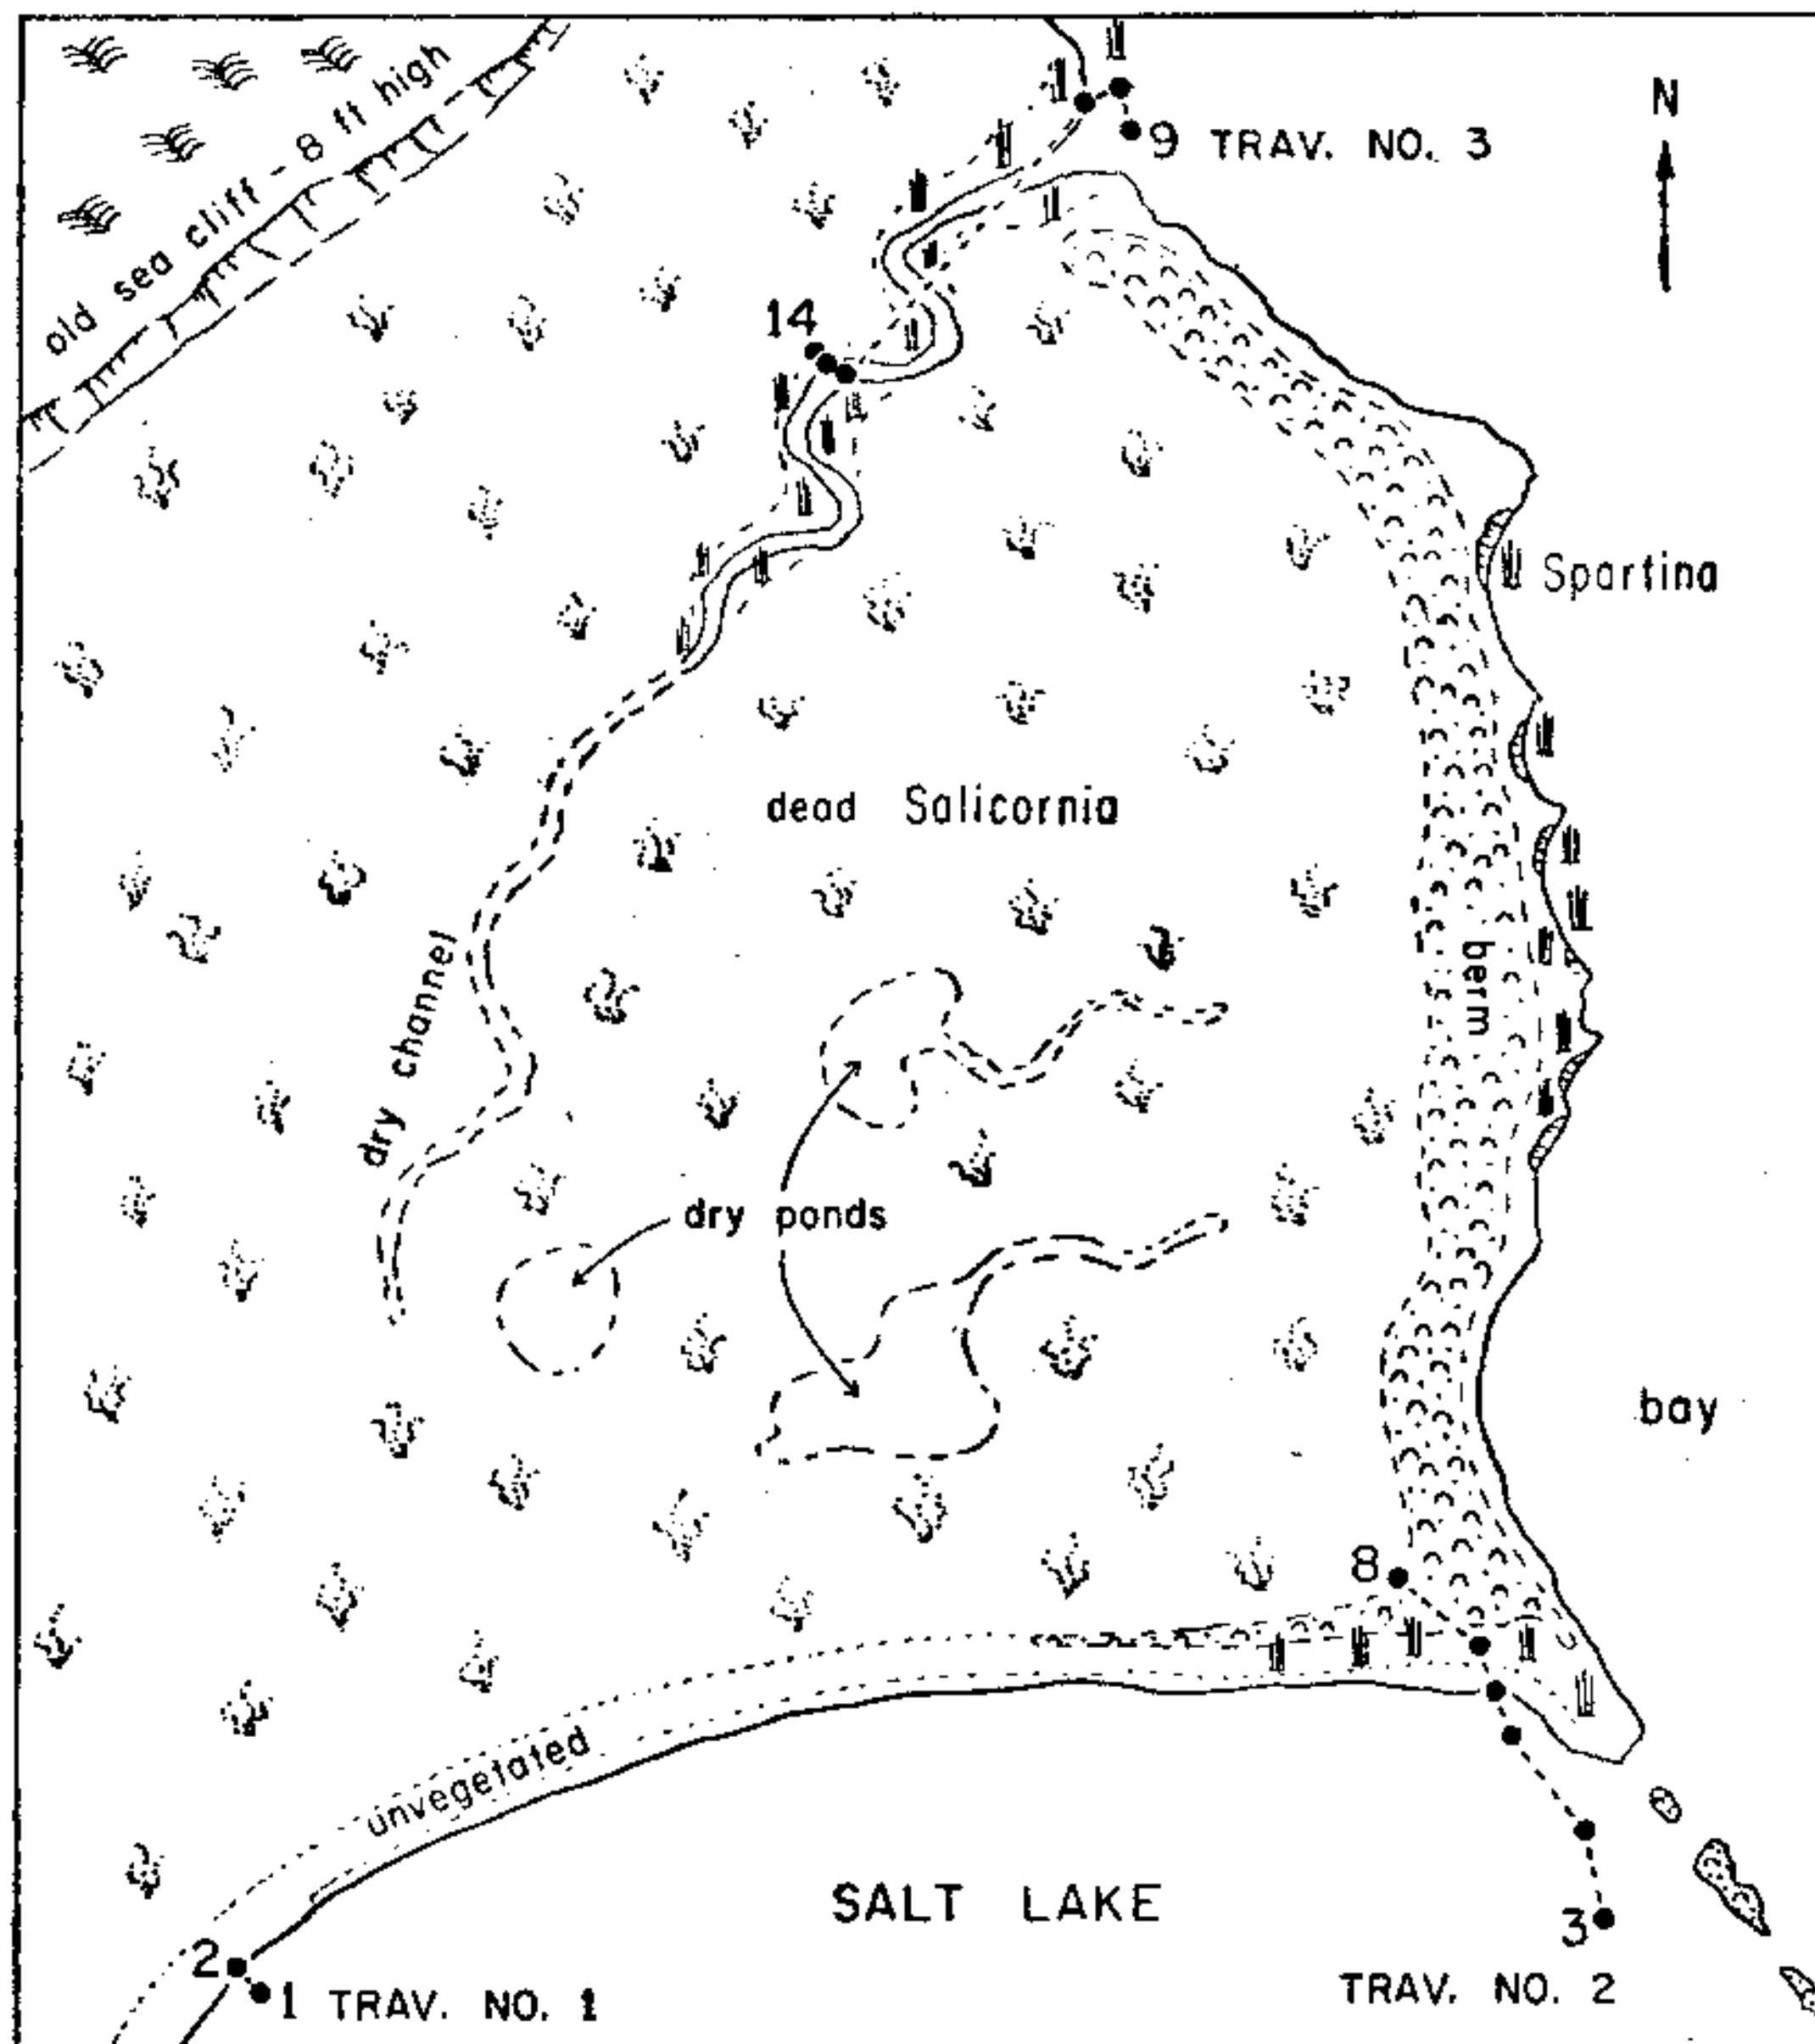 N
old sea cliff - 8 ft high
9 TRAV. NO. 3
14
Spartina
dead Salicornia
dry channel
berm
dry ponds
bay
8
unvegetated
SALT LAKE
3
2
TRAV. NO. 2
1 TRAV. NO. 1